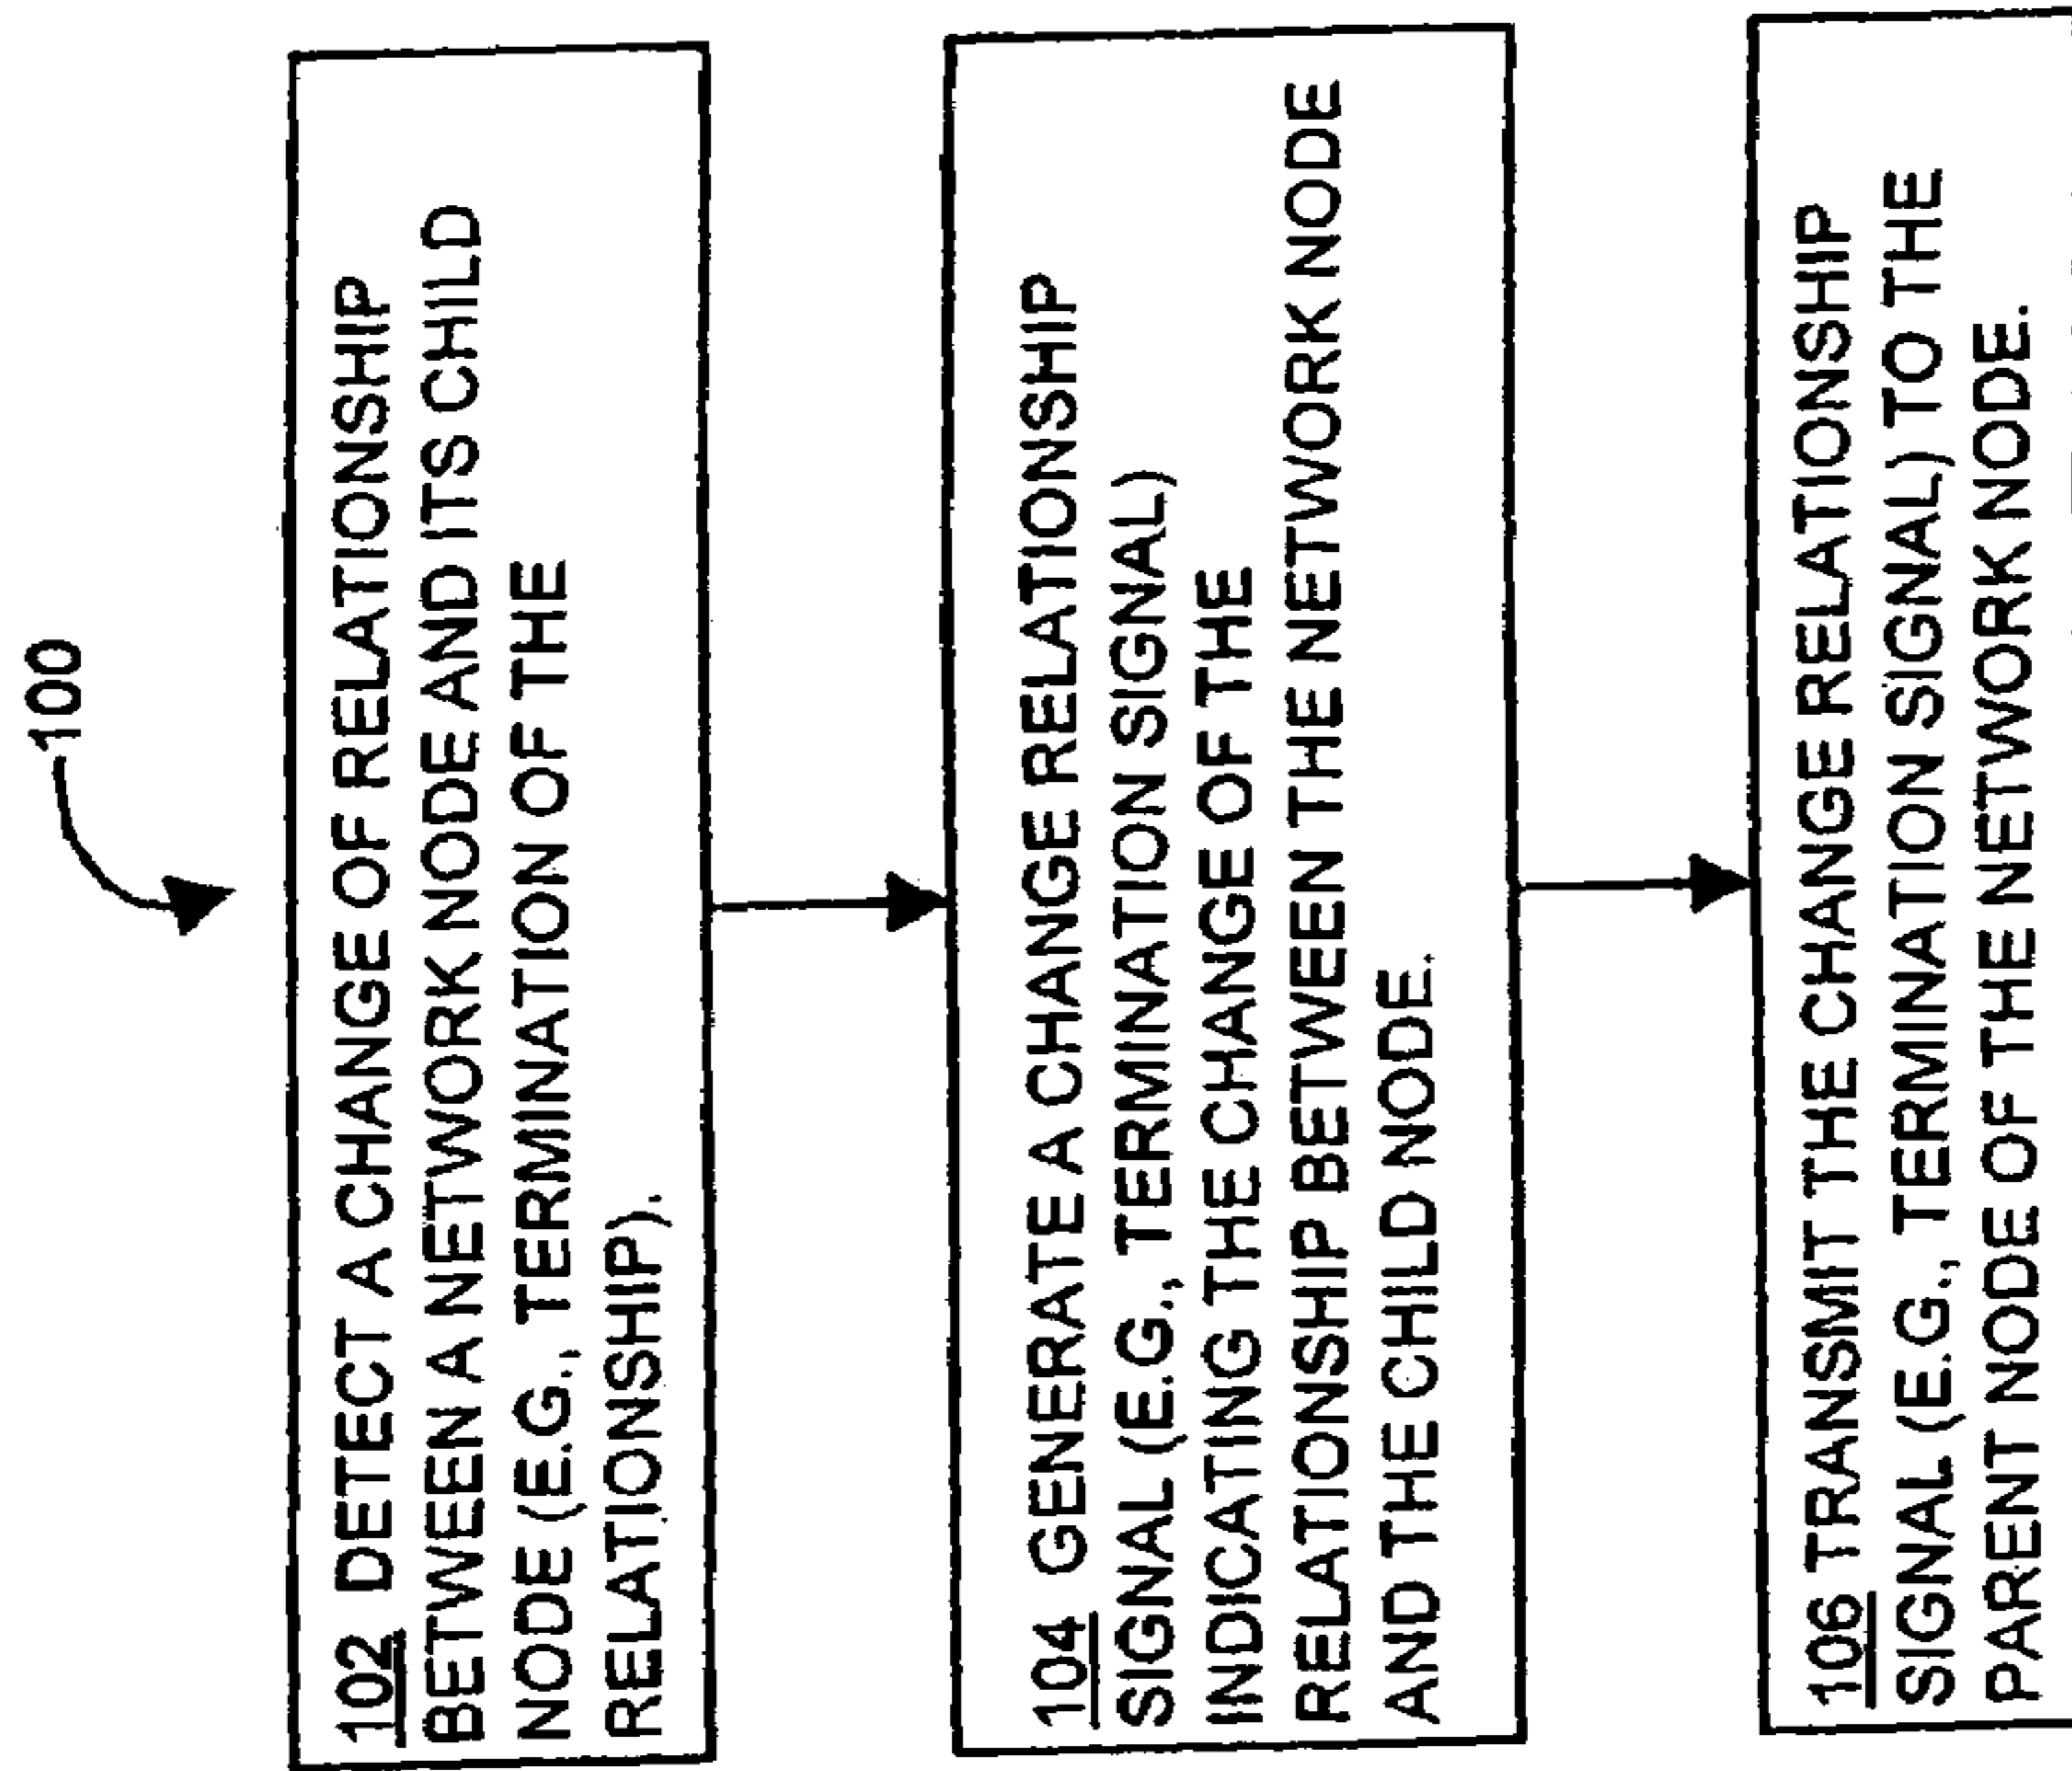 100
102 DETECT A CHANGE OF RELATIONSHIP
BETWEEN A NETWORK NODE AND ITS CHILD
NODE (E.G., TERMINATION OF THE
RELATIONSHIP).
104 GENERATE A CHANGE RELATIONSHIP
SIGNAL (E.G., TERMINATION SIGNAL)
INDICATING THE CHANGE OF THE
RELATIONSHIP BETWEEN THE NETWORK NODE
AND THE CHILD NODE.
106 TRANSMIT THE CHANGE RELATIONSHIP
SIGNAL (E.G., TERMINATION SIGNAL) TO THE
PARENT NODE OF THE NETWORK NODE.